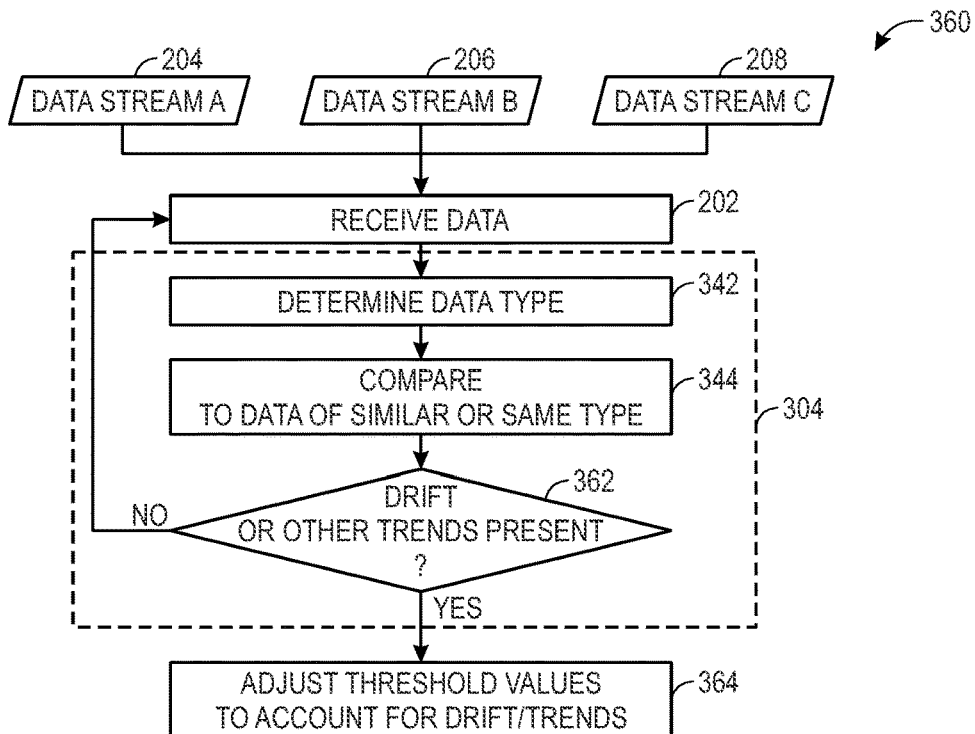 360
204
206
208
DATA STREAM A
DATA STREAM B
DATA STREAM C
RECEIVE DATA
202
DETERMINE DATA TYPE
342
COMPARE
TO DATA OF SIMILAR OR SAME TYPE
344
304
362
DRIFT
OR OTHER TRENDS PRESENT
?
NO
YES
ADJUST THRESHOLD VALUES
TO ACCOUNT FOR DRIFT/TRENDS
364